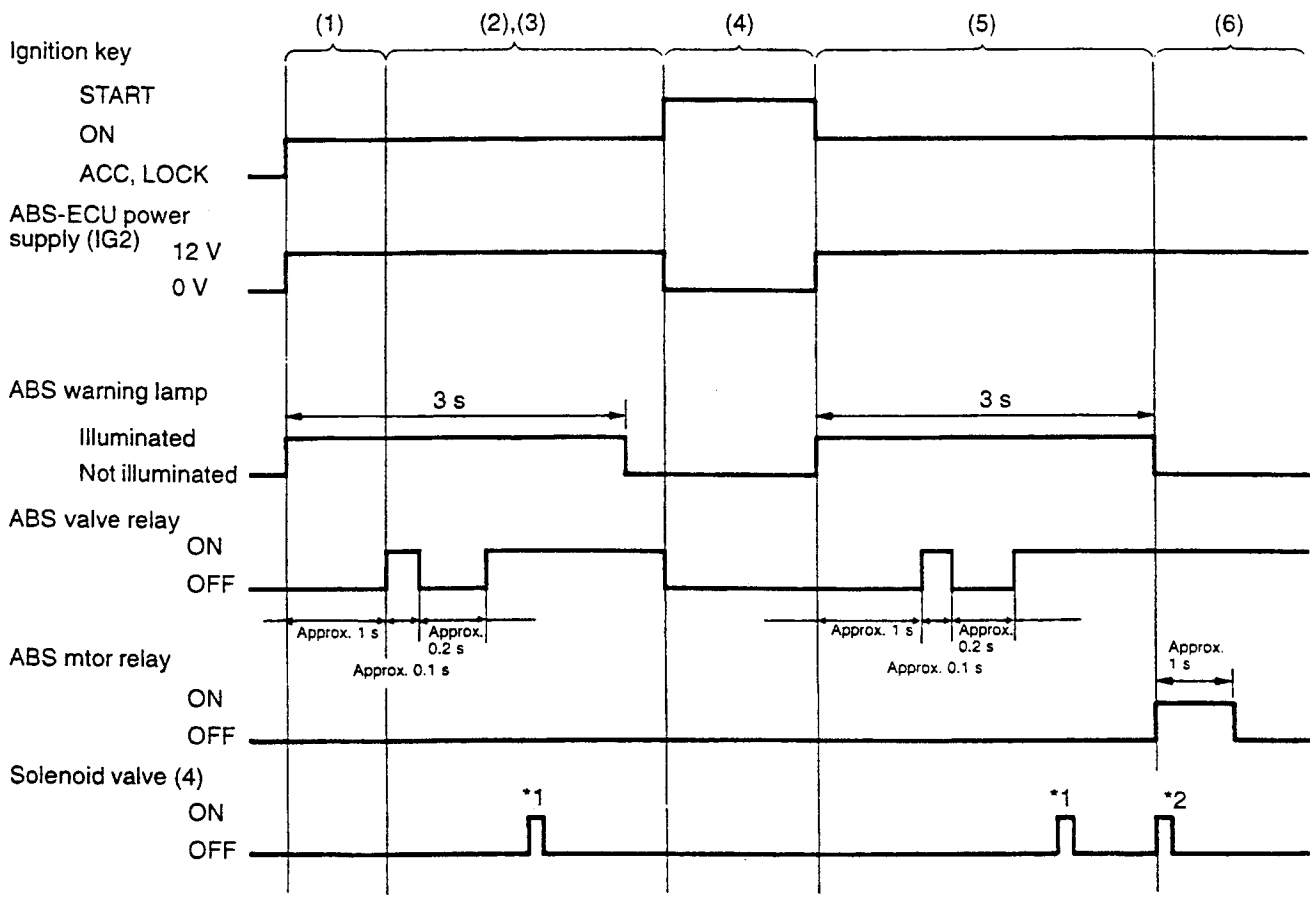 (1) (2),(3) (4) (5) (6)
Ignition key
START
ON
ACC, LOCK
ABS-ECU power
supply (IG2)
12 V
0 V
ABS warning lamp
3 s 3 s
Illuminated
Not illuminated
ABS valve relay
ON
OFF
Approx. 1 s Approx.
0.2 s
Approx. 0.1 s
Approx. 1 s Approx.
0.2 s
Approx. 0.1 s
ABS mtor relay
Approx.
1 s
ON
OFF
Solenoid valve (4)
*1 *1 *2
ON
OFF